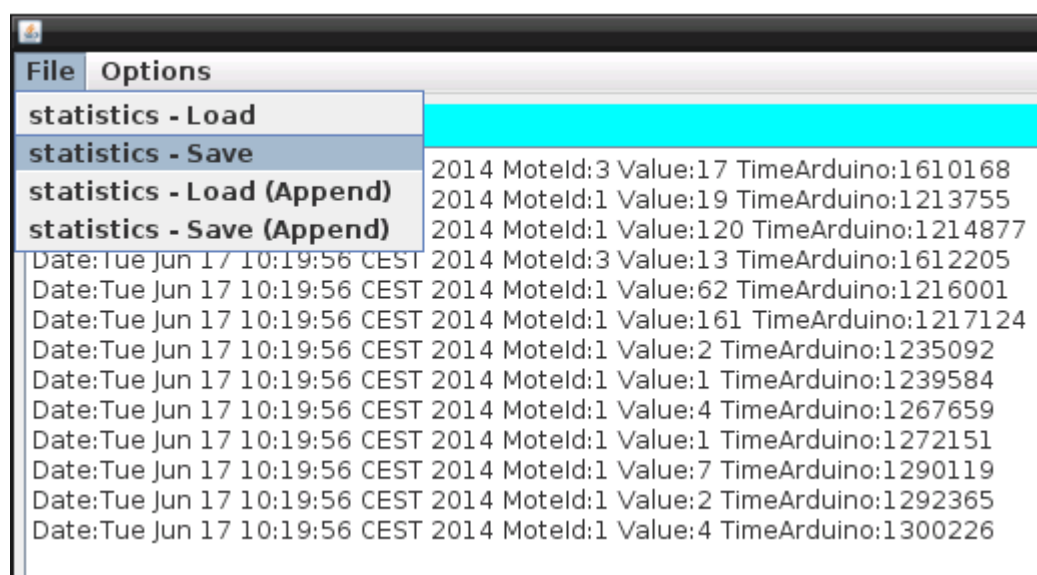 File Options
statistics - Load
statistics - Save
statistics - Load (Append)
statistics - Save (Append)
2014 MoteId:3 Value:17 TimeArduino:1610168
2014 MoteId:1 Value:19 TimeArduino:1213755
2014 MoteId:1 Value:120 TimeArduino:1214877
Date:Tue Jun 17 10:19:56 CEST 2014 MoteId:3 Value:13 TimeArduino:1612205
Date:Tue Jun 17 10:19:56 CEST 2014 MoteId:1 Value:62 TimeArduino:1216001
Date:Tue Jun 17 10:19:56 CEST 2014 MoteId:1 Value:161 TimeArduino:1217124
Date:Tue Jun 17 10:19:56 CEST 2014 MoteId:1 Value:2 TimeArduino:1235092
Date:Tue Jun 17 10:19:56 CEST 2014 MoteId:1 Value:1 TimeArduino:1239584
Date:Tue Jun 17 10:19:56 CEST 2014 MoteId:1 Value:4 TimeArduino:1267659
Date:Tue Jun 17 10:19:56 CEST 2014 MoteId:1 Value:1 TimeArduino:1272151
Date:Tue Jun 17 10:19:56 CEST 2014 MoteId:1 Value:7 TimeArduino:1290119
Date:Tue Jun 17 10:19:56 CEST 2014 MoteId:1 Value:2 TimeArduino:1292365
Date:Tue Jun 17 10:19:56 CEST 2014 MoteId:1 Value:4 TimeArduino:1300226